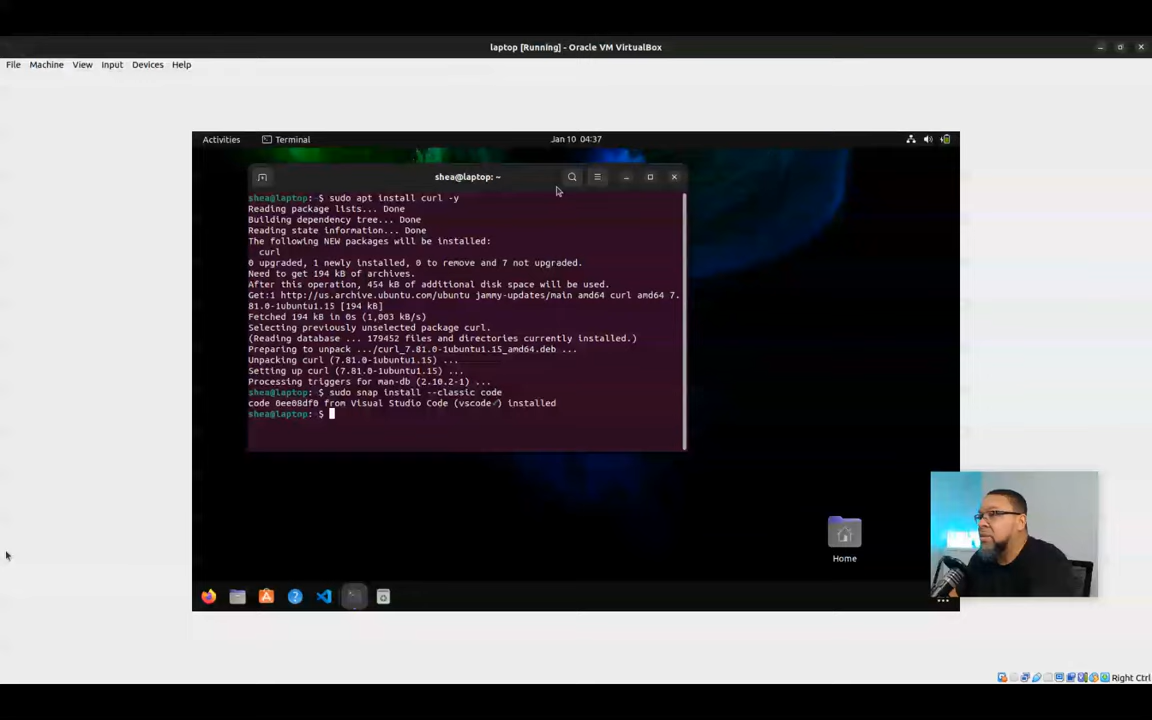 laptop [Running] - Oracle VM VirtualBox
File Machine View Input Devices Help
Activities Terminal Jan 10 04:37
shea@laptop: ~
shea@laptop:~$ sudo apt install curl -y
Reading package lists... Done
Building dependency tree... Done
Reading state information... Done
The following NEW packages will be installed:
curl
0 upgraded, 1 newly installed, 0 to remove and 7 not upgraded.
Need to get 194 kB of archives.
After this operation, 454 kB of additional disk space will be used.
Get:1 http://us.archive.ubuntu.com/ubuntu jammy-updates/main amd64 curl amd64 7.
81.0-1ubuntu1.15 [194 kB]
Fetched 194 kB in 0s (1,003 kB/s)
Selecting previously unselected package curl.
(Reading database ... 179452 files and directories currently installed.)
Preparing to unpack .../curl_7.81.0-1ubuntu1.15_amd64.deb ...
Unpacking curl (7.81.0-1ubuntu1.15) ...
Setting up curl (7.81.0-1ubuntu1.15) ...
Processing triggers for man-db (2.10.2-1) ...
shea@laptop:~$ sudo snap install --classic code
code 0ee08df0 from Visual Studio Code (vscode✓) installed
shea@laptop:~$
Home
Right Ctrl